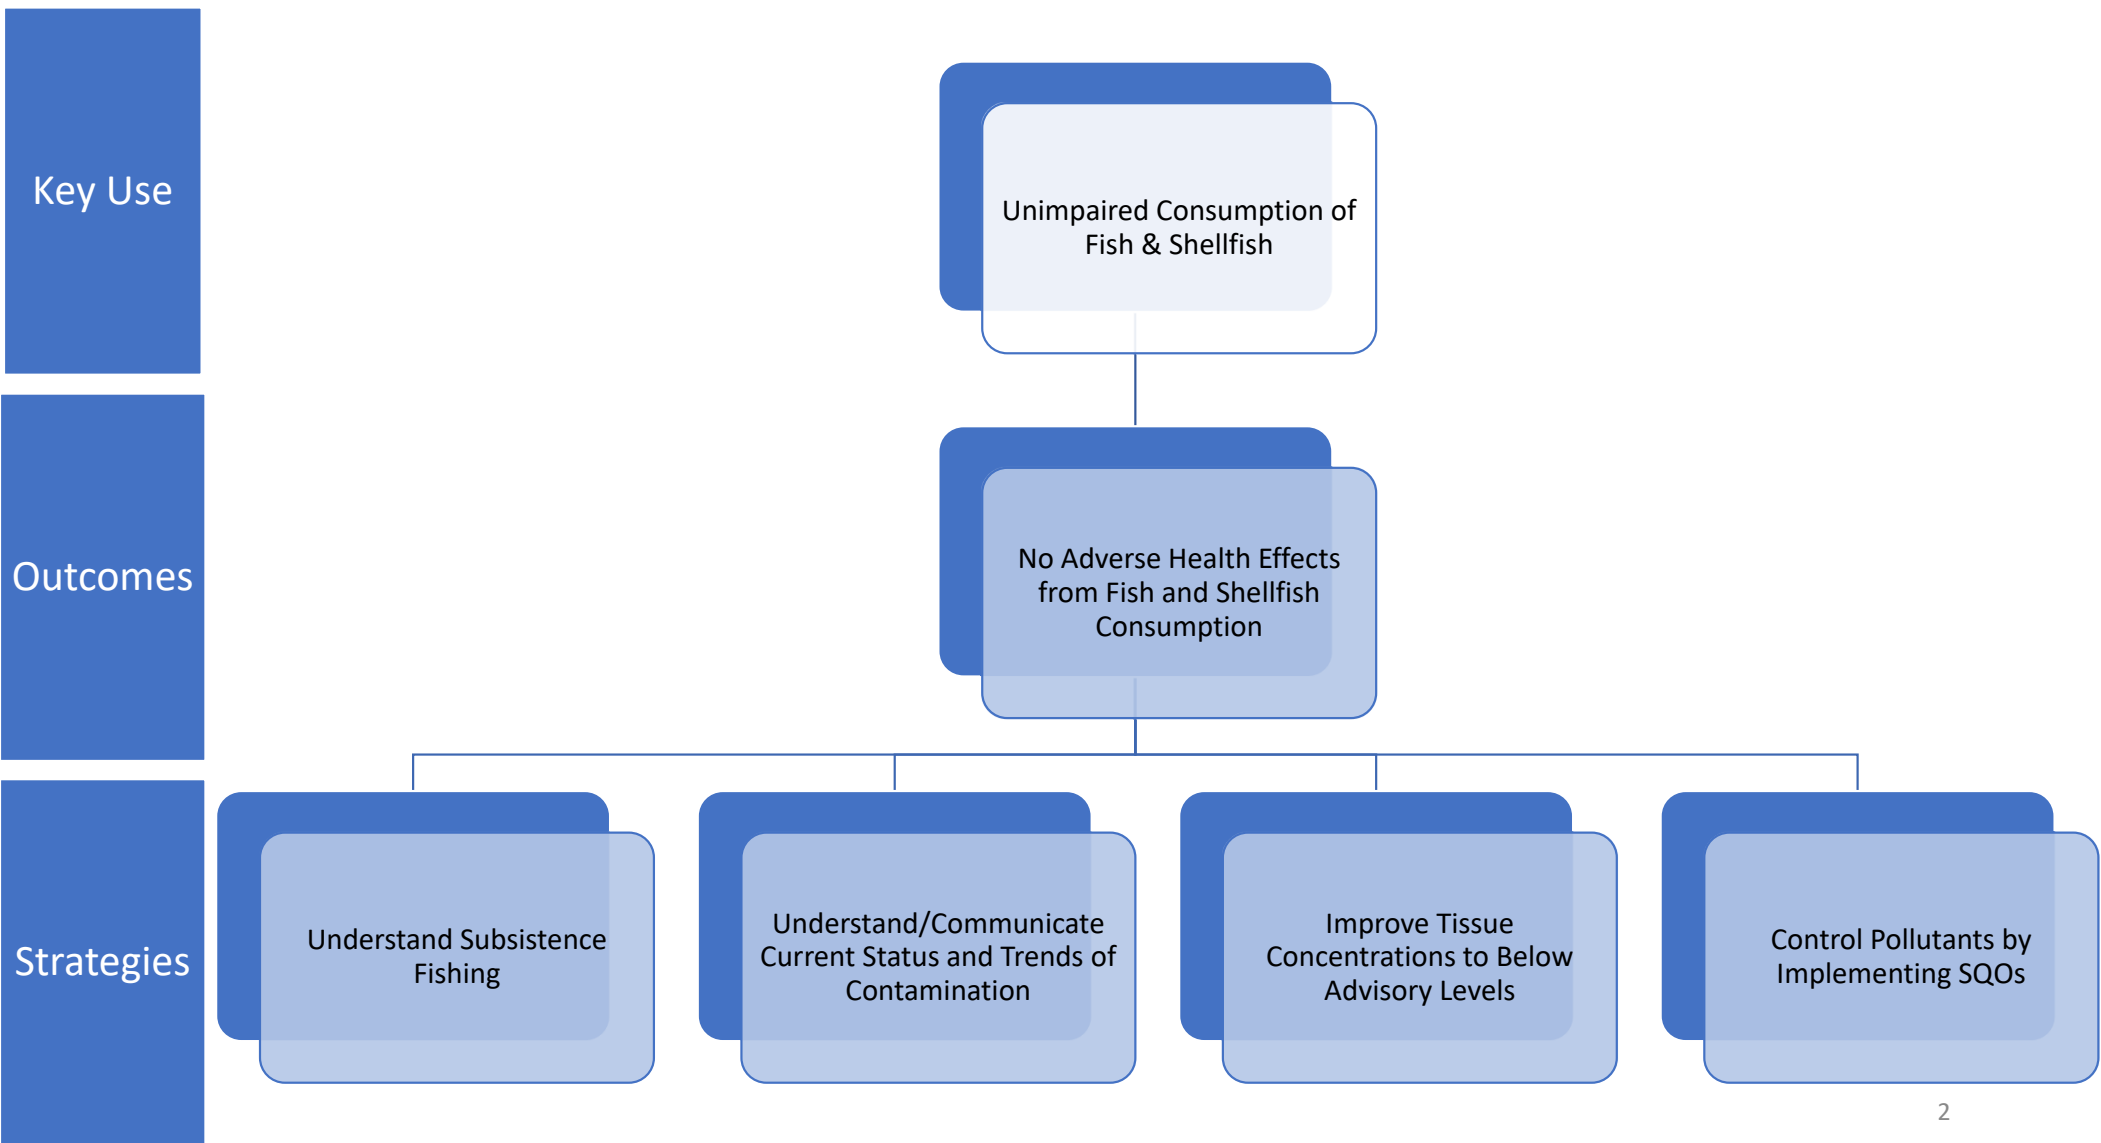 Key Use
Unimpaired Consumption of
Fish & Shellfish
Outcomes
No Adverse Health Effects
from Fish and Shellfish
Consumption
Strategies
Understand Subsistence
Fishing
Understand/Communicate
Current Status and Trends of
Contamination
Improve Tissue
Concentrations to Below
Advisory Levels
Control Pollutants by
Implementing SQOs
2